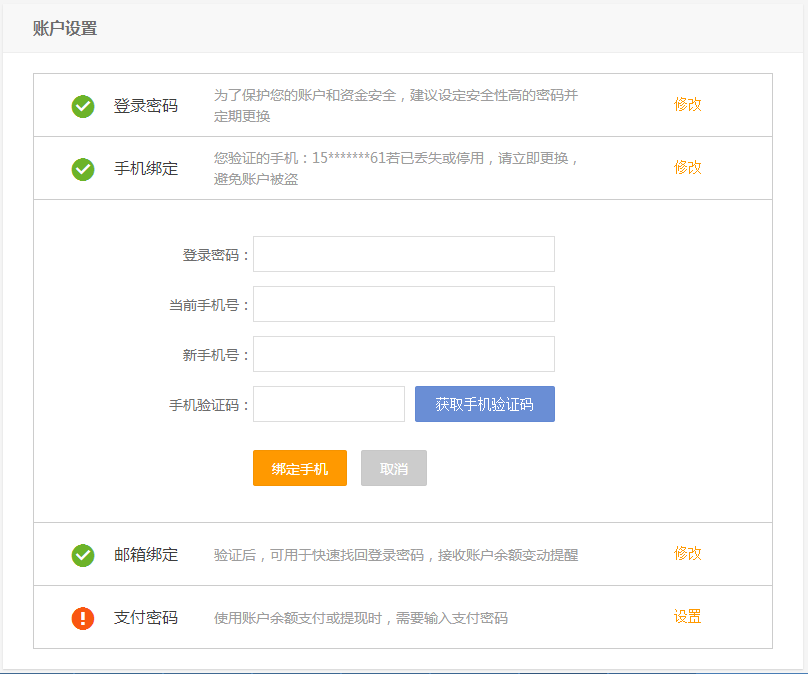 账户设置
登录密码
为了保护您的账户和资金安全，建议设定安全性高的密码并
定期更换
修改
手机绑定
您验证的手机：15*******61若已丢失或停用，请立即更换，
避免账户被盗
修改
登录密码：
当前手机号：
新手机号：
手机验证码：
获取手机验证码
绑定手机
取消
邮箱绑定
验证后，可用于快速找回登录密码，接收账户余额变动提醒
修改
支付密码
使用账户余额支付或提现时，需要输入支付密码
设置